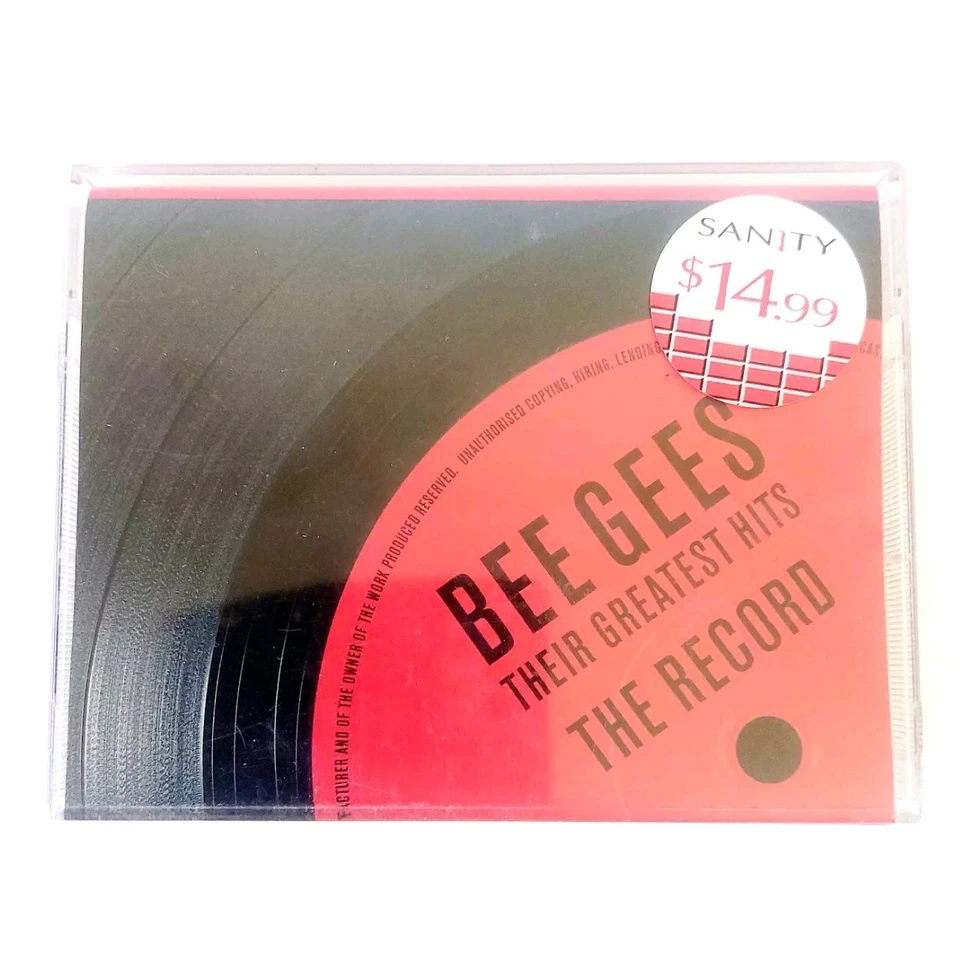 SANITY
$14.99
FACTURER AND OF THE OWNER OF THE WORK PRODUCED RESERVED. UNAUTHORISED COPYING, HIRING, LENDING
BEE GEES
THEIR GREATEST HITS
THE RECORD